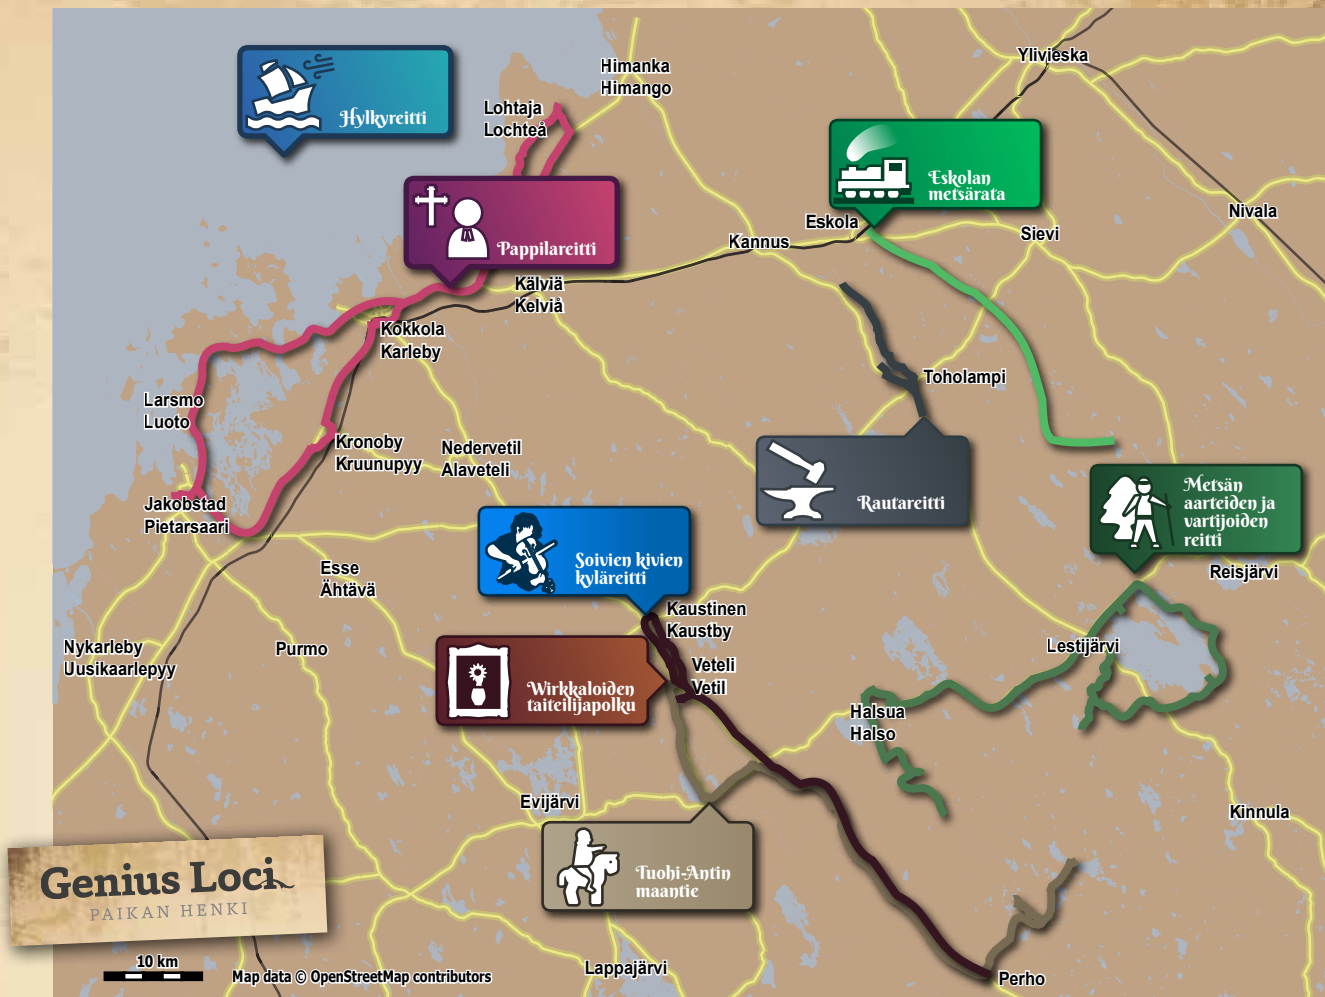 Himanka
Himango
Ylivieska
Hylkyreitti
Lohtaja
Lochteå
Eskolan
metsärata
Pappilareitti
Eskola
Kannus
Sievi
Nivala
Kälviä
Kelviå
Kokkola
Karleby
Toholampi
Larsmo
Luoto
Kronoby
Kruunupyy
Nedervetil
Alaveteli
Rautareitti
Metsän
aarteiden ja
vartijoiden
reitti
Jakobstad
Pietarsaari
Soivien kivien
kyläreitti
Esse
Ähtävä
Reisjärvi
Kaustinen
Kaustby
Nykarleby
Uusikaarlepyy
Purmo
Lestijärvi
Veteli
Vetil
Wirkkaloiden
taiteilijapolku
Halsua
Halso
Evijärvi
Kinnula
Tuohi-Antin
maantie
Genius Loci
PAIKAN HENKI
10 km
Map data © OpenStreetMap contributors
Lappajärvi
Perho